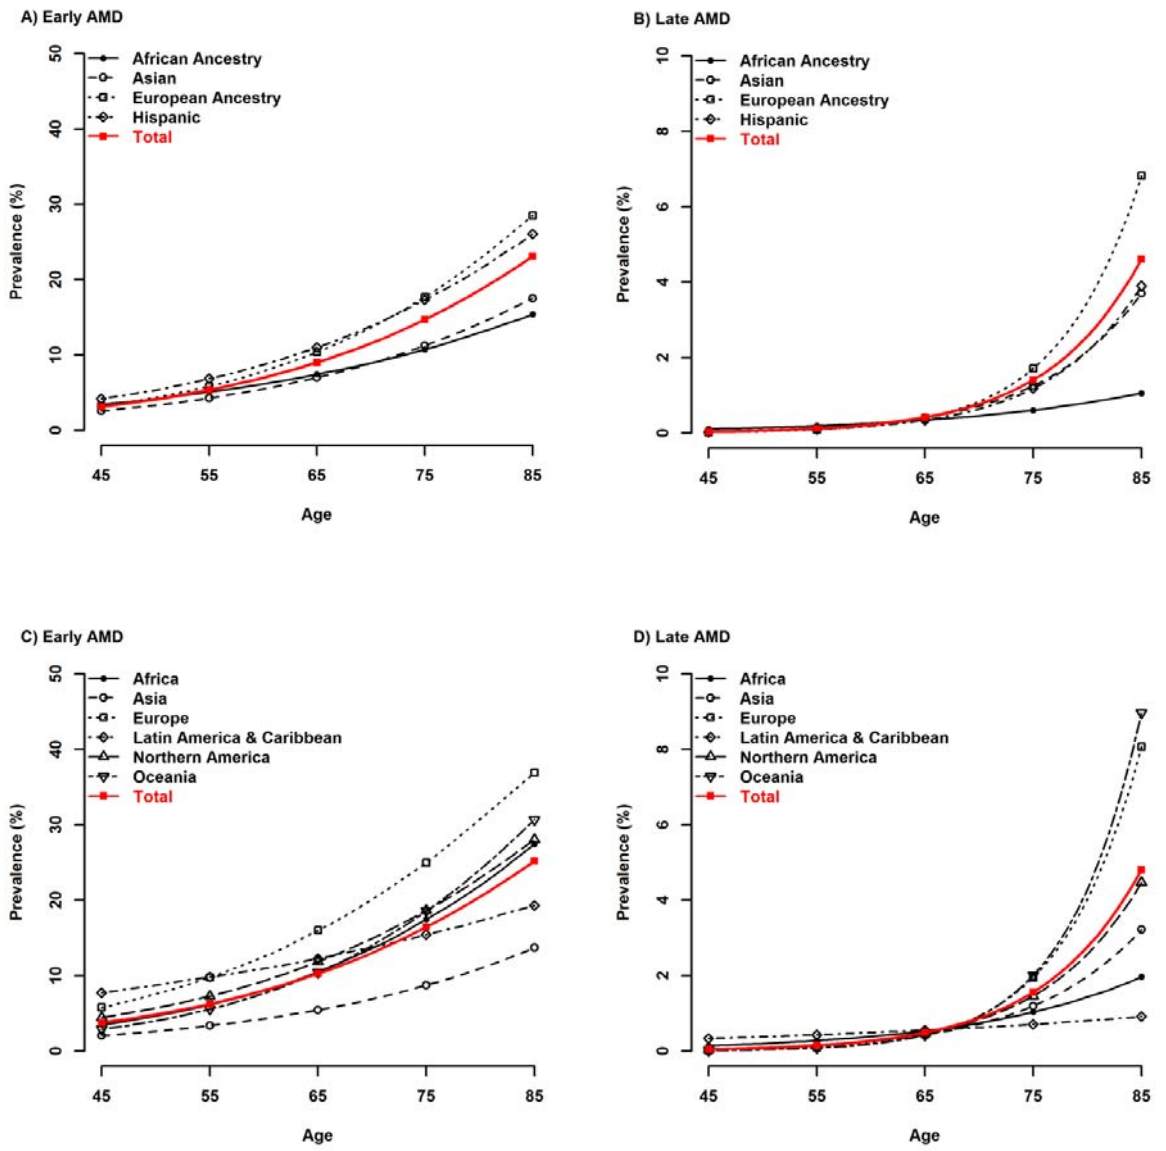 A) Early AMD
50
40
30
20
10
0
Prevalence (%)
African Ancestry
Asian
European Ancestry
Hispanic
Total
45 55 65 75 85
Age
B) Late AMD
10
8
6
4
2
0
Prevalence (%)
African Ancestry
Asian
European Ancestry
Hispanic
Total
45 55 65 75 85
Age
C) Early AMD
50
40
30
20
10
0
Prevalence (%)
Africa
Asia
Europe
Latin America & Caribbean
Northern America
Oceania
Total
45 55 65 75 85
Age
D) Late AMD
10
8
6
4
2
0
Prevalence (%)
Africa
Asia
Europe
Latin America & Caribbean
Northern America
Oceania
Total
45 55 65 75 85
Age